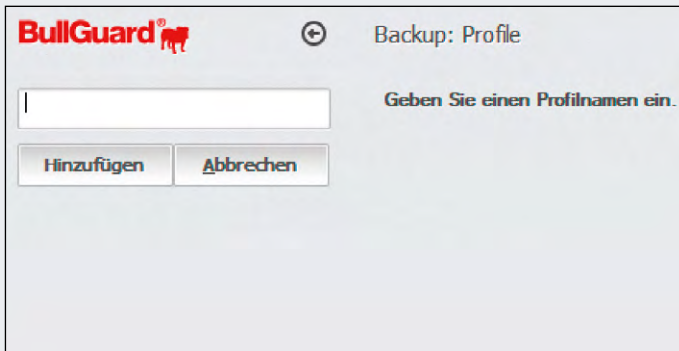 BullGuard®
Backup: Profile
Geben Sie einen Profilnamen ein.
Hinzufügen
Abbrechen